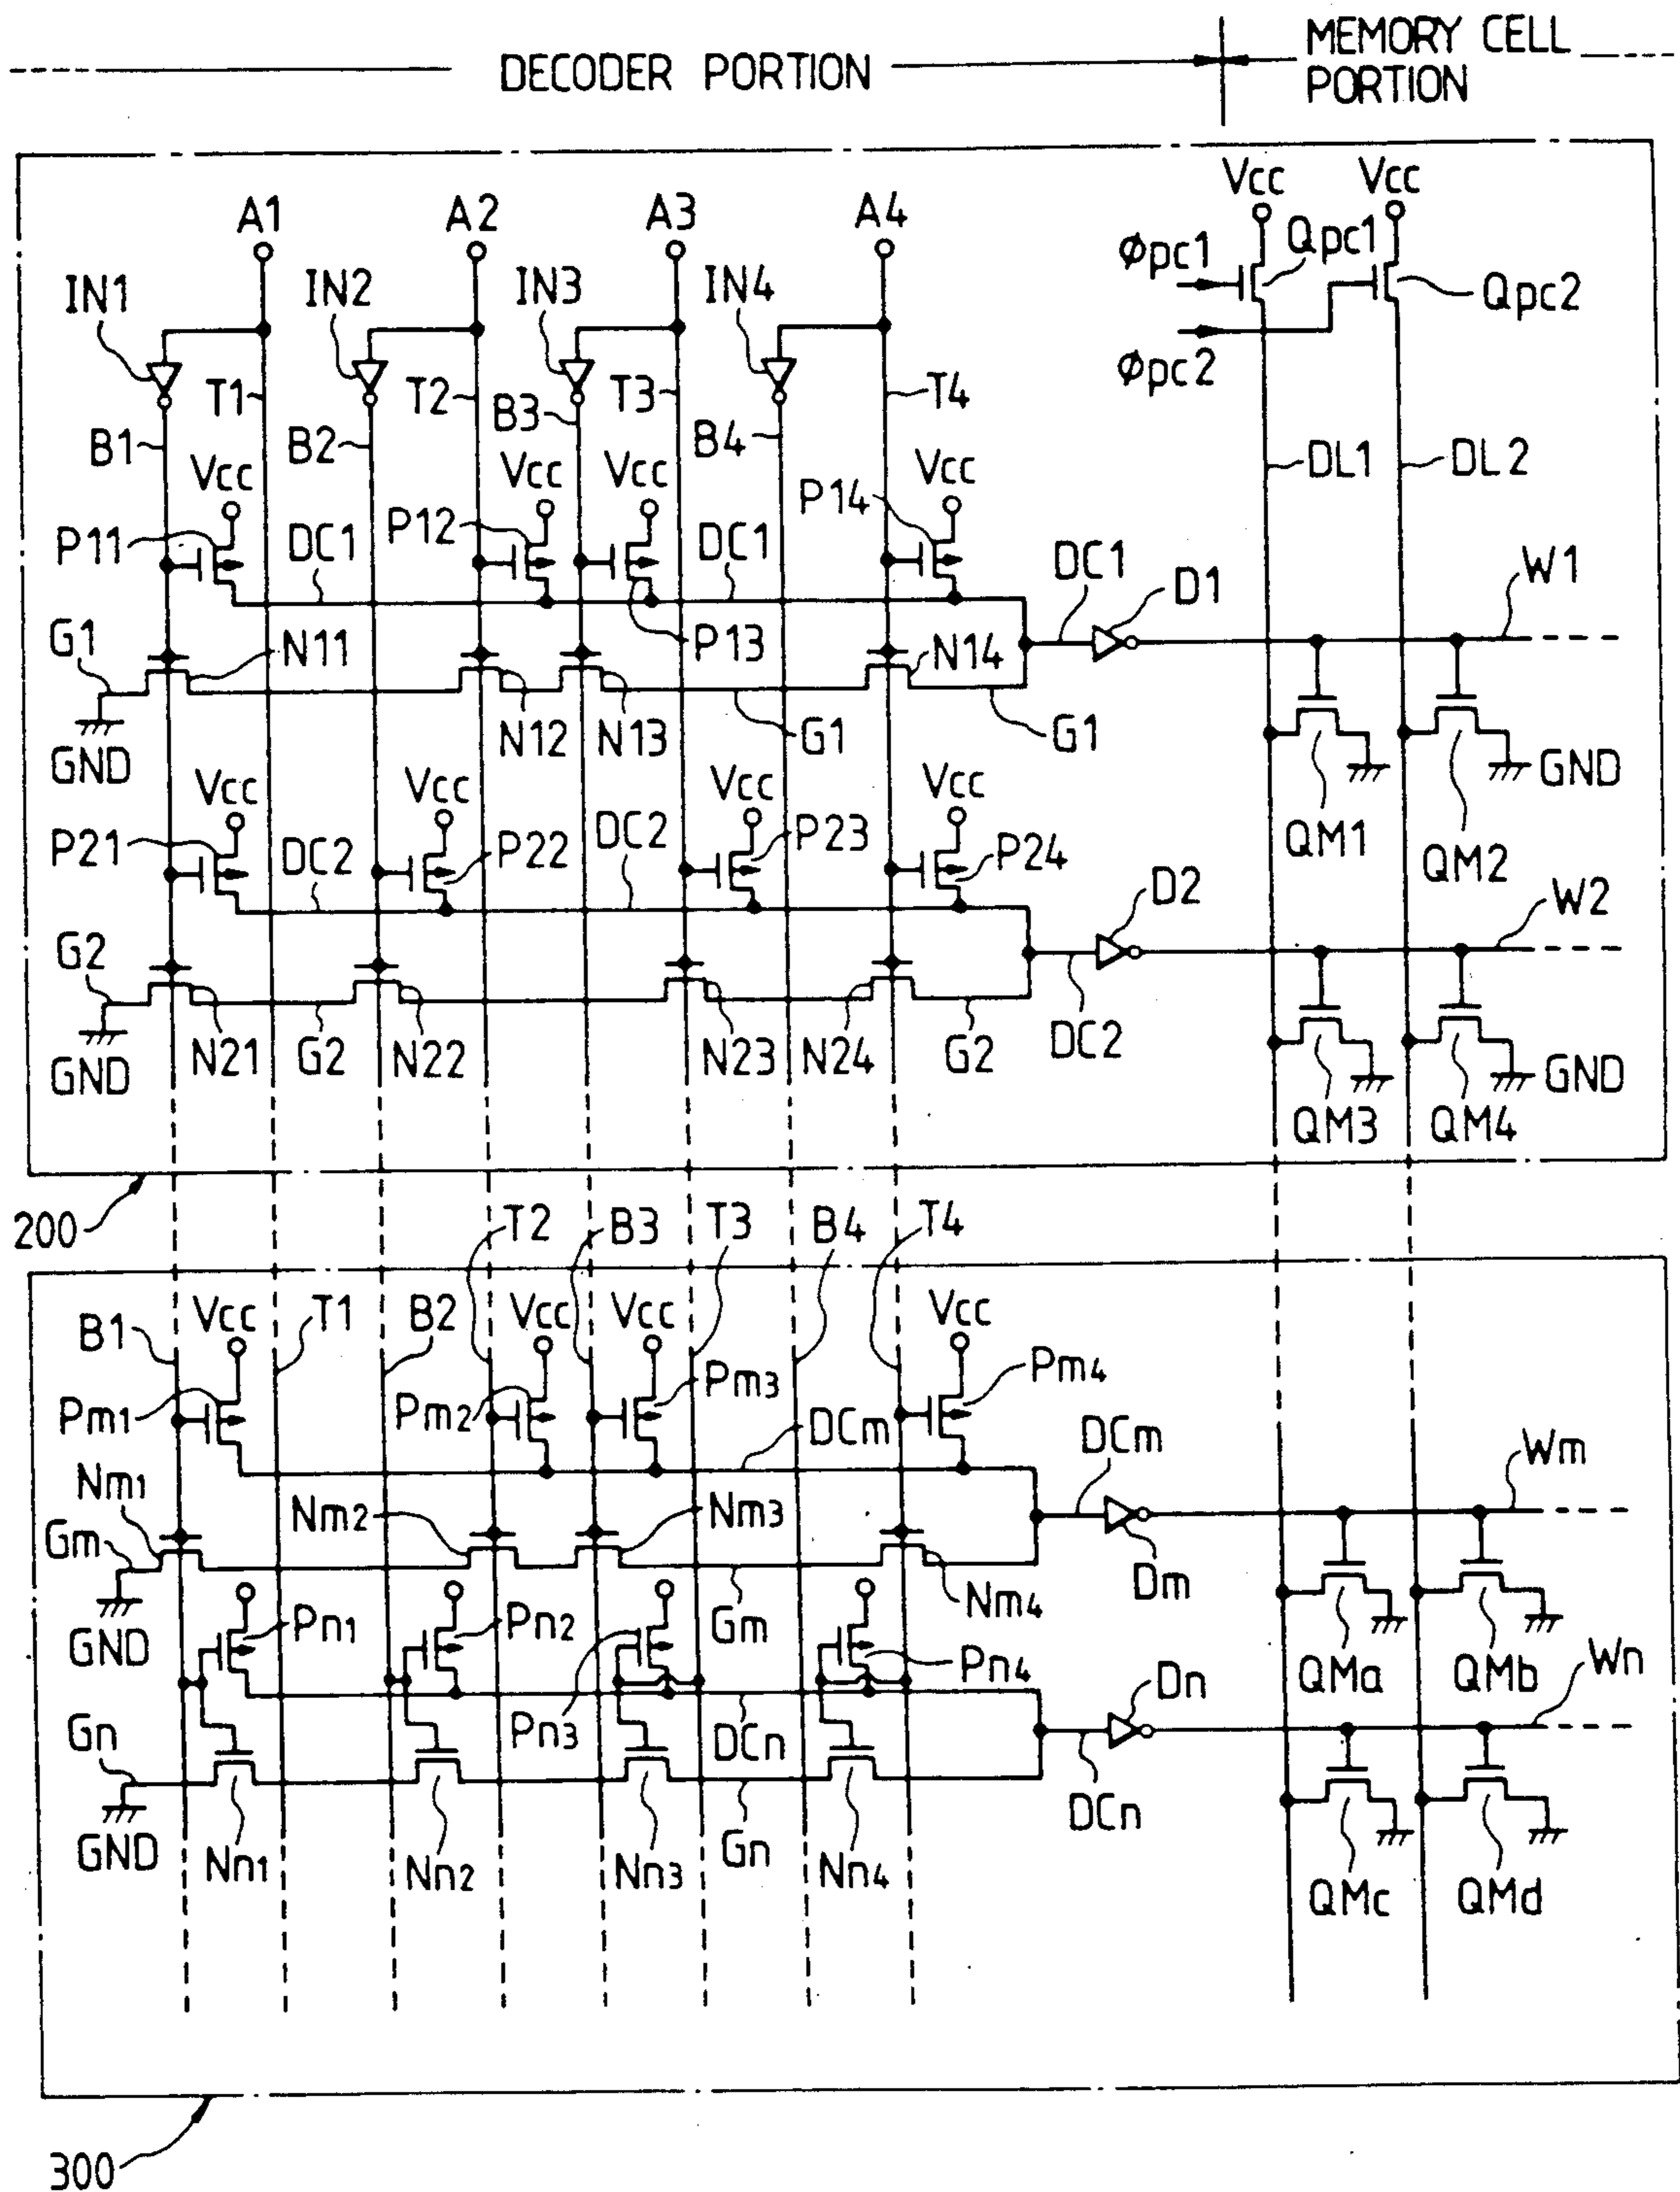 DECODER PORTION
MEMORY CELL
PORTION
Vcc Vcc
A1 A2 A3 A4
ϕpc1 Qpc1
IN1 IN2 IN3 IN4
Qpc2
ϕpc2
T1 T2 B3 T3 T4
B1 B2 B4 DL1 DL2
Vcc Vcc Vcc Vcc
P11 DC1 P12 DC1 P14
DC1 D1 W1
G1 N11 P13 N14
N12 N13 G1 G1
GND
GND
Vcc Vcc Vcc Vcc
P21 DC2 P22 DC2 P23 P24
QM1 QM2
D2 W2
G2
N21 G2 N22 N23 N24 G2 DC2
GND
GND
QM3 QM4
200
T2 B3 T3 B4 T4
B1 Vcc T1 B2 Vcc Vcc Vcc
Pm1 Pm2 Pm3 Pm4
DCm DCm Wm
Nm1 Nm2 Nm3
Gm
Dm
GND Pn1 Pn2 Gm Nm4
Pn4 QMa QMb Wn
Pn3 DCn Dn
Gn
DCn
GND Nn1 Nn2 Nn3 Gn Nn4
QMc QMd
300